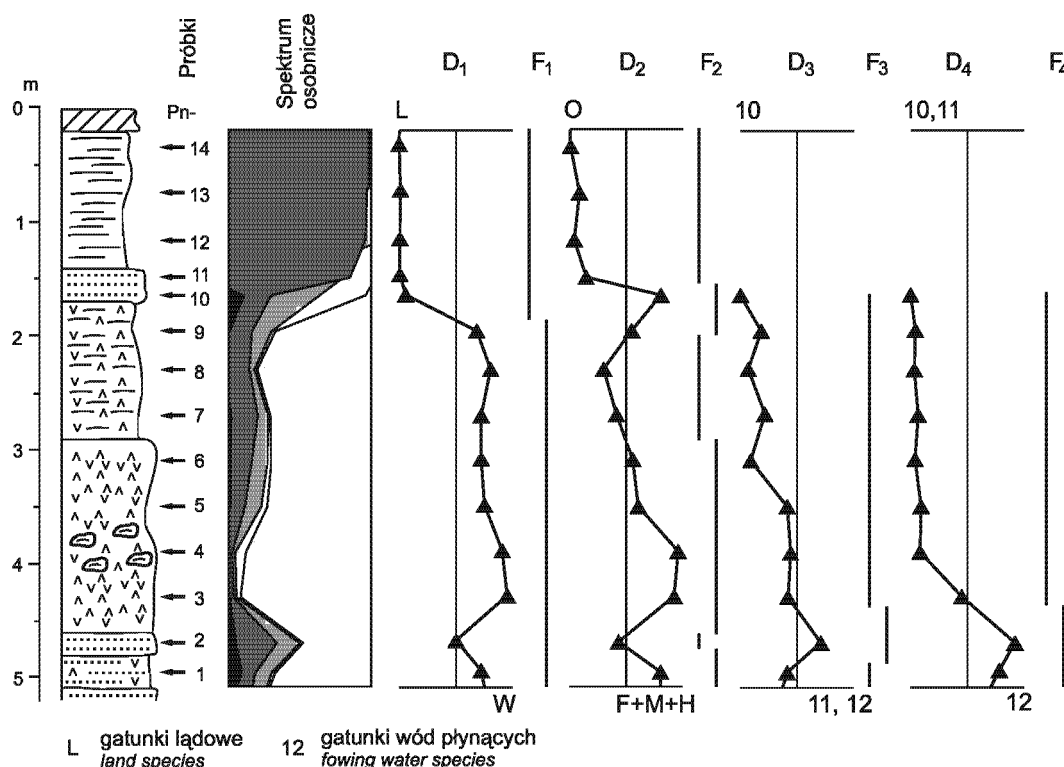 Próbki
Spektrum osobnicze
D1 F1 D2 F2 D3 F3 D4 F4
m
0 Pn- L O 10 10,11
14
13
1
12
11
10
9
2
8
7
3
6
5
4
4
3
2
1
5
W F+M+H 11, 12 12
L gatunki lądowe 12 gatunki wód płynących
land species fowing water species